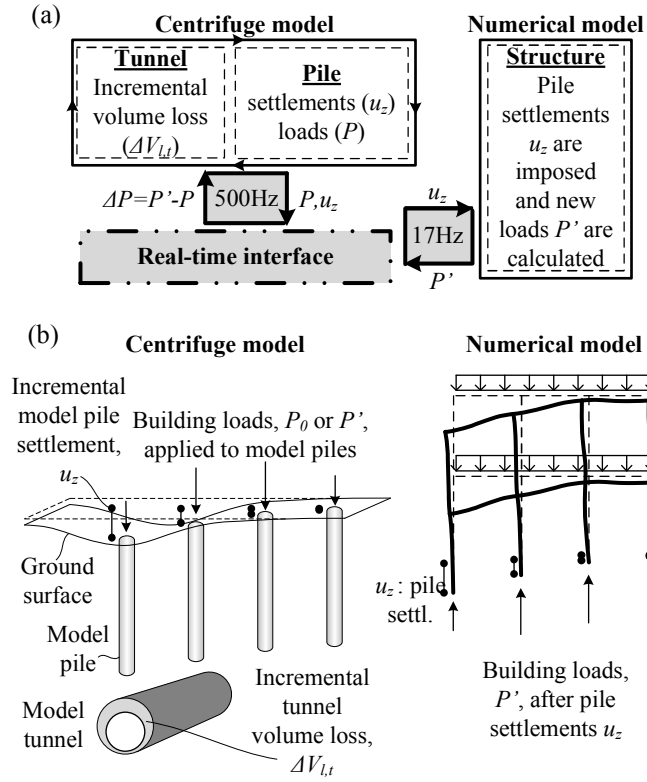 (a)
Centrifuge model
Numerical model
Tunnel
Incremental
volume loss
(ΔV_{l,t})
Pile
settlements (u_z)
loads (P)
Structure
Pile
settlements
u_z are
imposed
and new
loads P' are
calculated
ΔP=P'-P
500Hz
P,u_z
u_z
17Hz
P'
Real-time interface
(b)
Centrifuge model
Numerical model
Incremental
model pile
settlement,
u_z
Building loads, P_0 or P',
applied to model piles
Ground
surface
Model
pile
Model
tunnel
Incremental
tunnel
volume loss,
ΔV_{l,t}
u_z : pile
settl.
Building loads,
P', after pile
settlements u_z